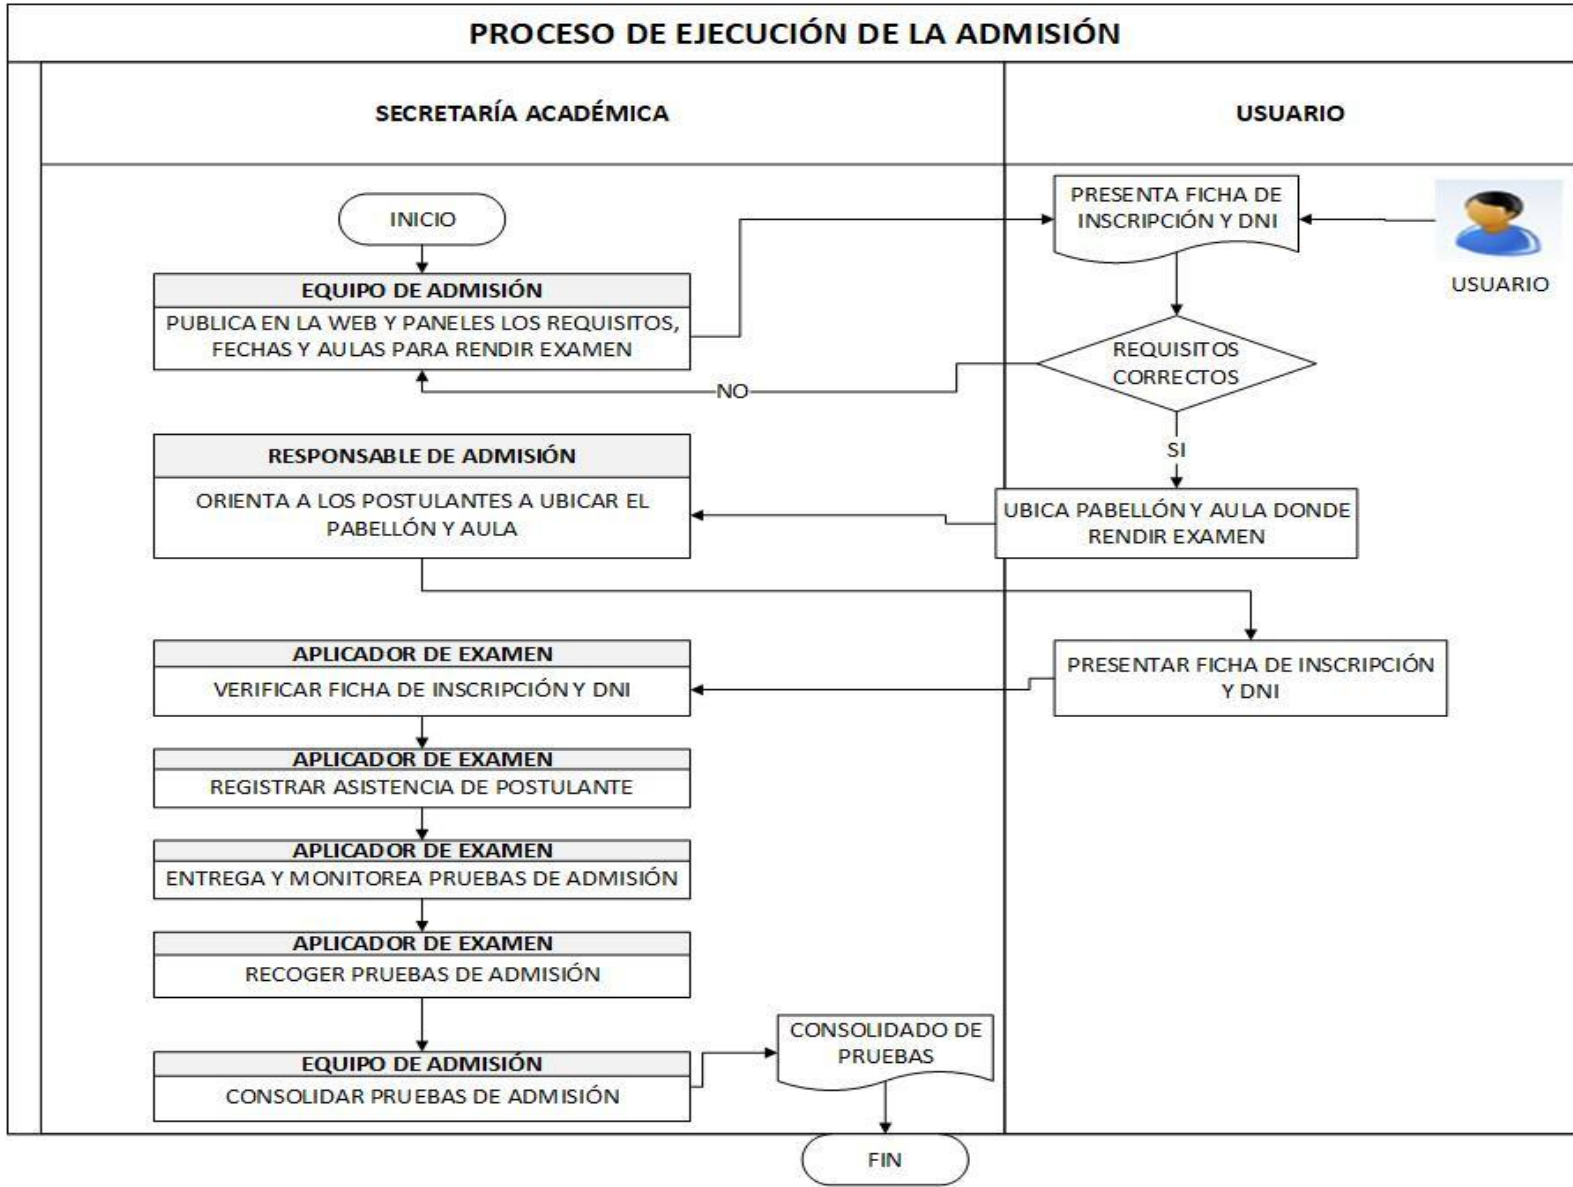 PROCESO DE EJECUCIÓN DE LA ADMISIÓN
SECRETARÍA ACADÉMICA
USUARIO
INICIO
PRESENTA FICHA DE
INSCRIPCIÓN Y DNI
USUARIO
EQUIPO DE ADMISIÓN
PUBLICA EN LA WEB Y PANELES LOS REQUISITOS,
FECHAS Y AULAS PARA RENDIR EXAMEN
REQUISITOS
CORRECTOS
NO
SI
RESPONSABLE DE ADMISIÓN
ORIENTA A LOS POSTULANTES A UBICAR EL
PABELLÓN Y AULA
UBICA PABELLÓN Y AULA DONDE
RENDIR EXAMEN
APLICADOR DE EXAMEN
VERIFICAR FICHA DE INSCRIPCIÓN Y DNI
PRESENTAR FICHA DE INSCRIPCIÓN
Y DNI
APLICADOR DE EXAMEN
REGISTRAR ASISTENCIA DE POSTULANTE
APLICADOR DE EXAMEN
ENTREGA Y MONITOREA PRUEBAS DE ADMISIÓN
APLICADOR DE EXAMEN
RECOGER PRUEBAS DE ADMISIÓN
EQUIPO DE ADMISIÓN
CONSOLIDAR PRUEBAS DE ADMISIÓN
CONSOLIDADO DE
PRUEBAS
FIN